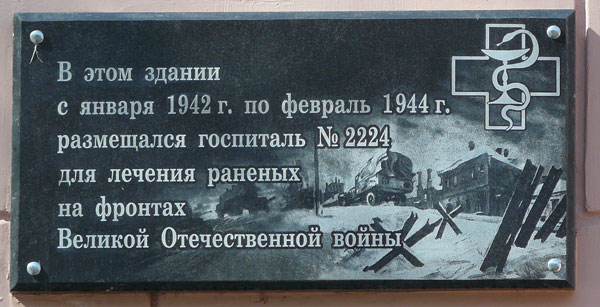 В этом здании
с января 1942 г. по февраль 1944 г.
размещался госпиталь № 2224
для лечения раненых
на фронтах
Великой Отечественной войны